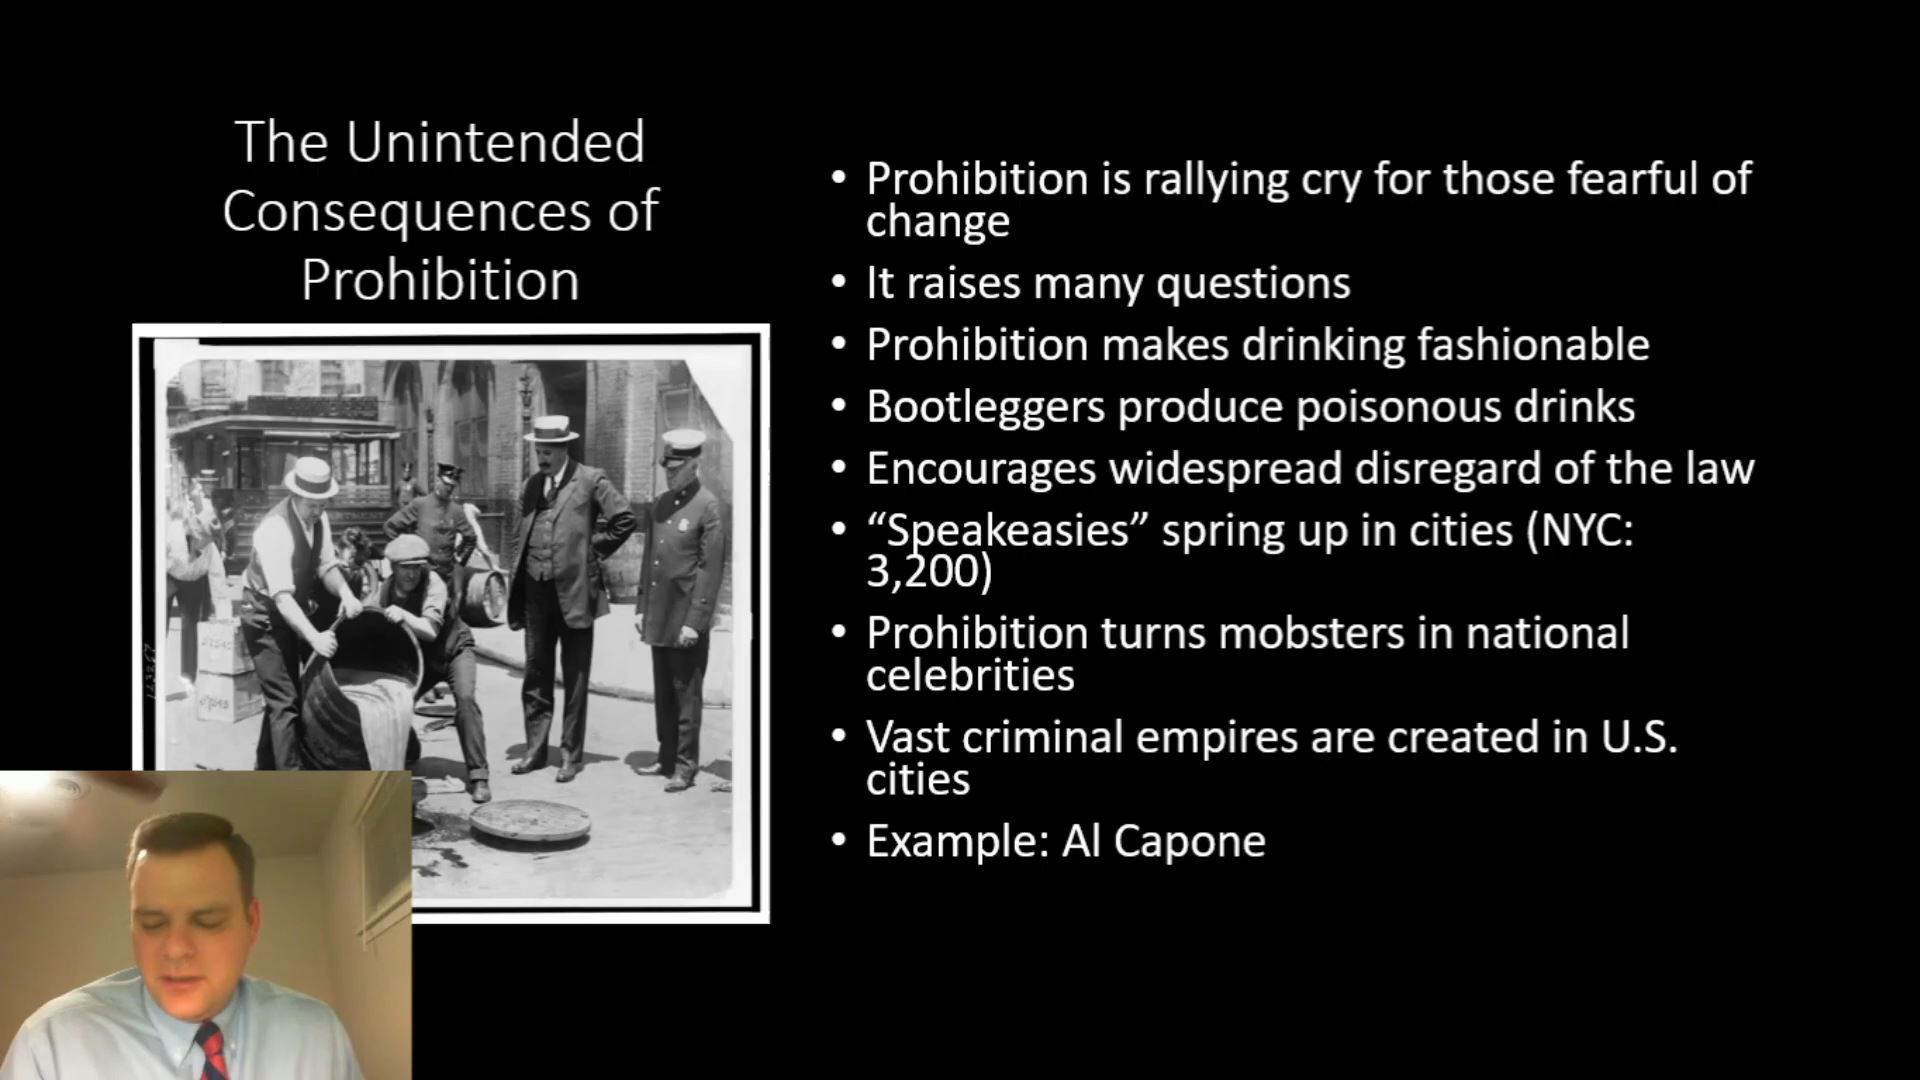 The Unintended
Consequences of
Prohibition
• Prohibition is rallying cry for those fearful of
change
• It raises many questions
• Prohibition makes drinking fashionable
• Bootleggers produce poisonous drinks
• Encourages widespread disregard of the law
• “Speakeasies” spring up in cities (NYC:
3,200)
• Prohibition turns mobsters in national
celebrities
• Vast criminal empires are created in U.S.
cities
• Example: Al Capone